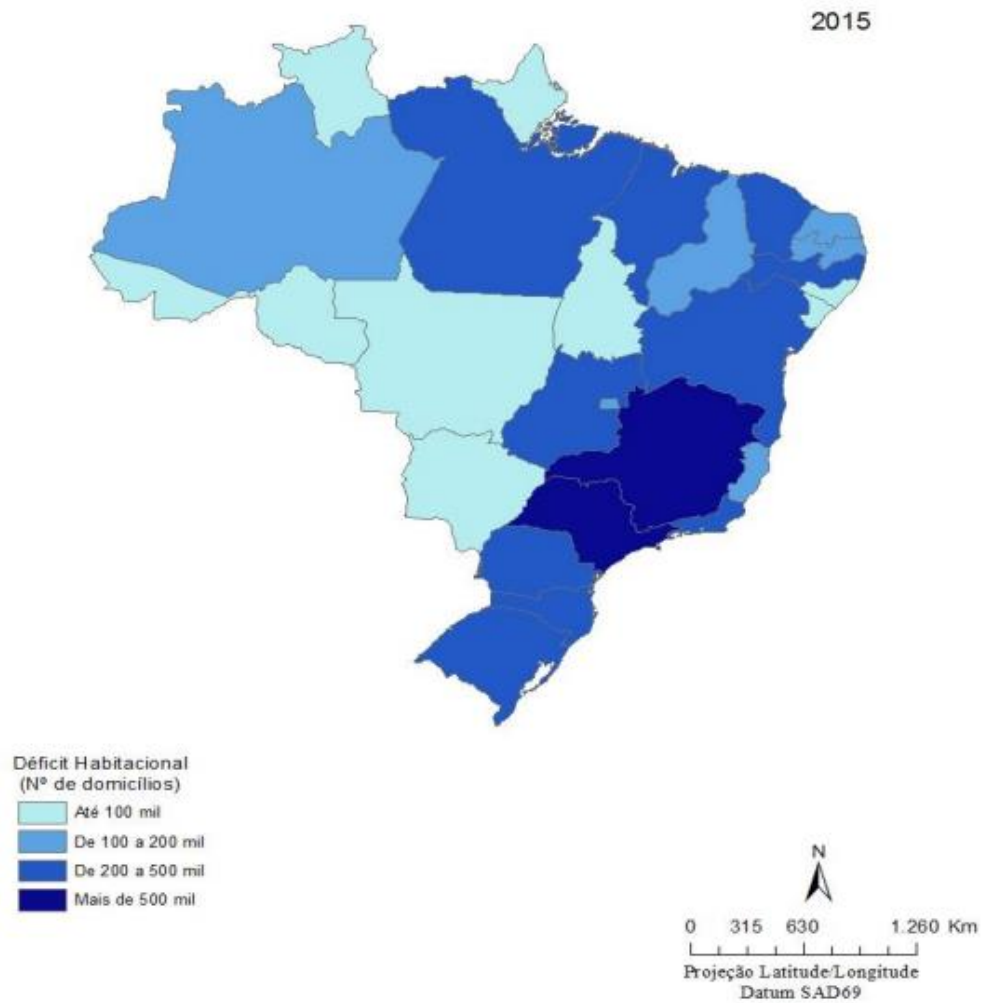 2015
Déficit Habitacional
(Nº de domicílios)
Até 100 mil
De 100 a 200 mil
De 200 a 500 mil
Mais de 500 mil
N
0 315 630 1.260 Km
Projeção Latitude/Longitude
Datum SAD69